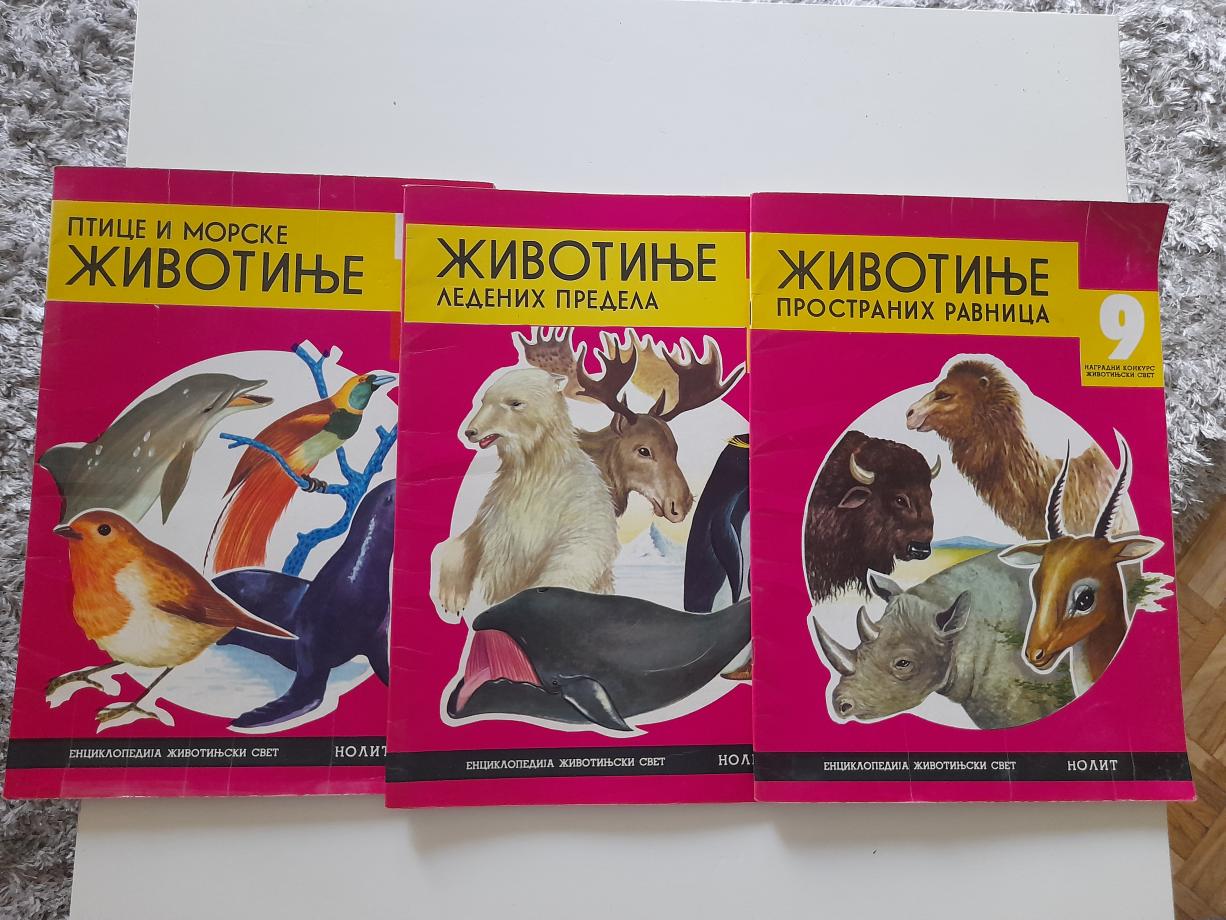 ПТИЦЕ И МОРСКЕ
ЖИВОТИЊЕ
ЕНЦИКЛОПЕДИЈА ЖИВОТИЊСКИ СВЕТ НОЛИТ
ЖИВОТИЊЕ
ЛЕДЕНИХ ПРЕДЕЛА
ЕНЦИКЛОПЕДИЈА ЖИВОТИЊСКИ СВЕТ
ЖИВОТИЊЕ
ПРОСТРАНИХ РАВНИЦА
9
НАГРАДНИ КОНКУРС
ЖИВОТИЊСКИ СВЕТ
ЕНЦИКЛОПЕДИЈА ЖИВОТИЊСКИ СВЕТ НОЛИТ